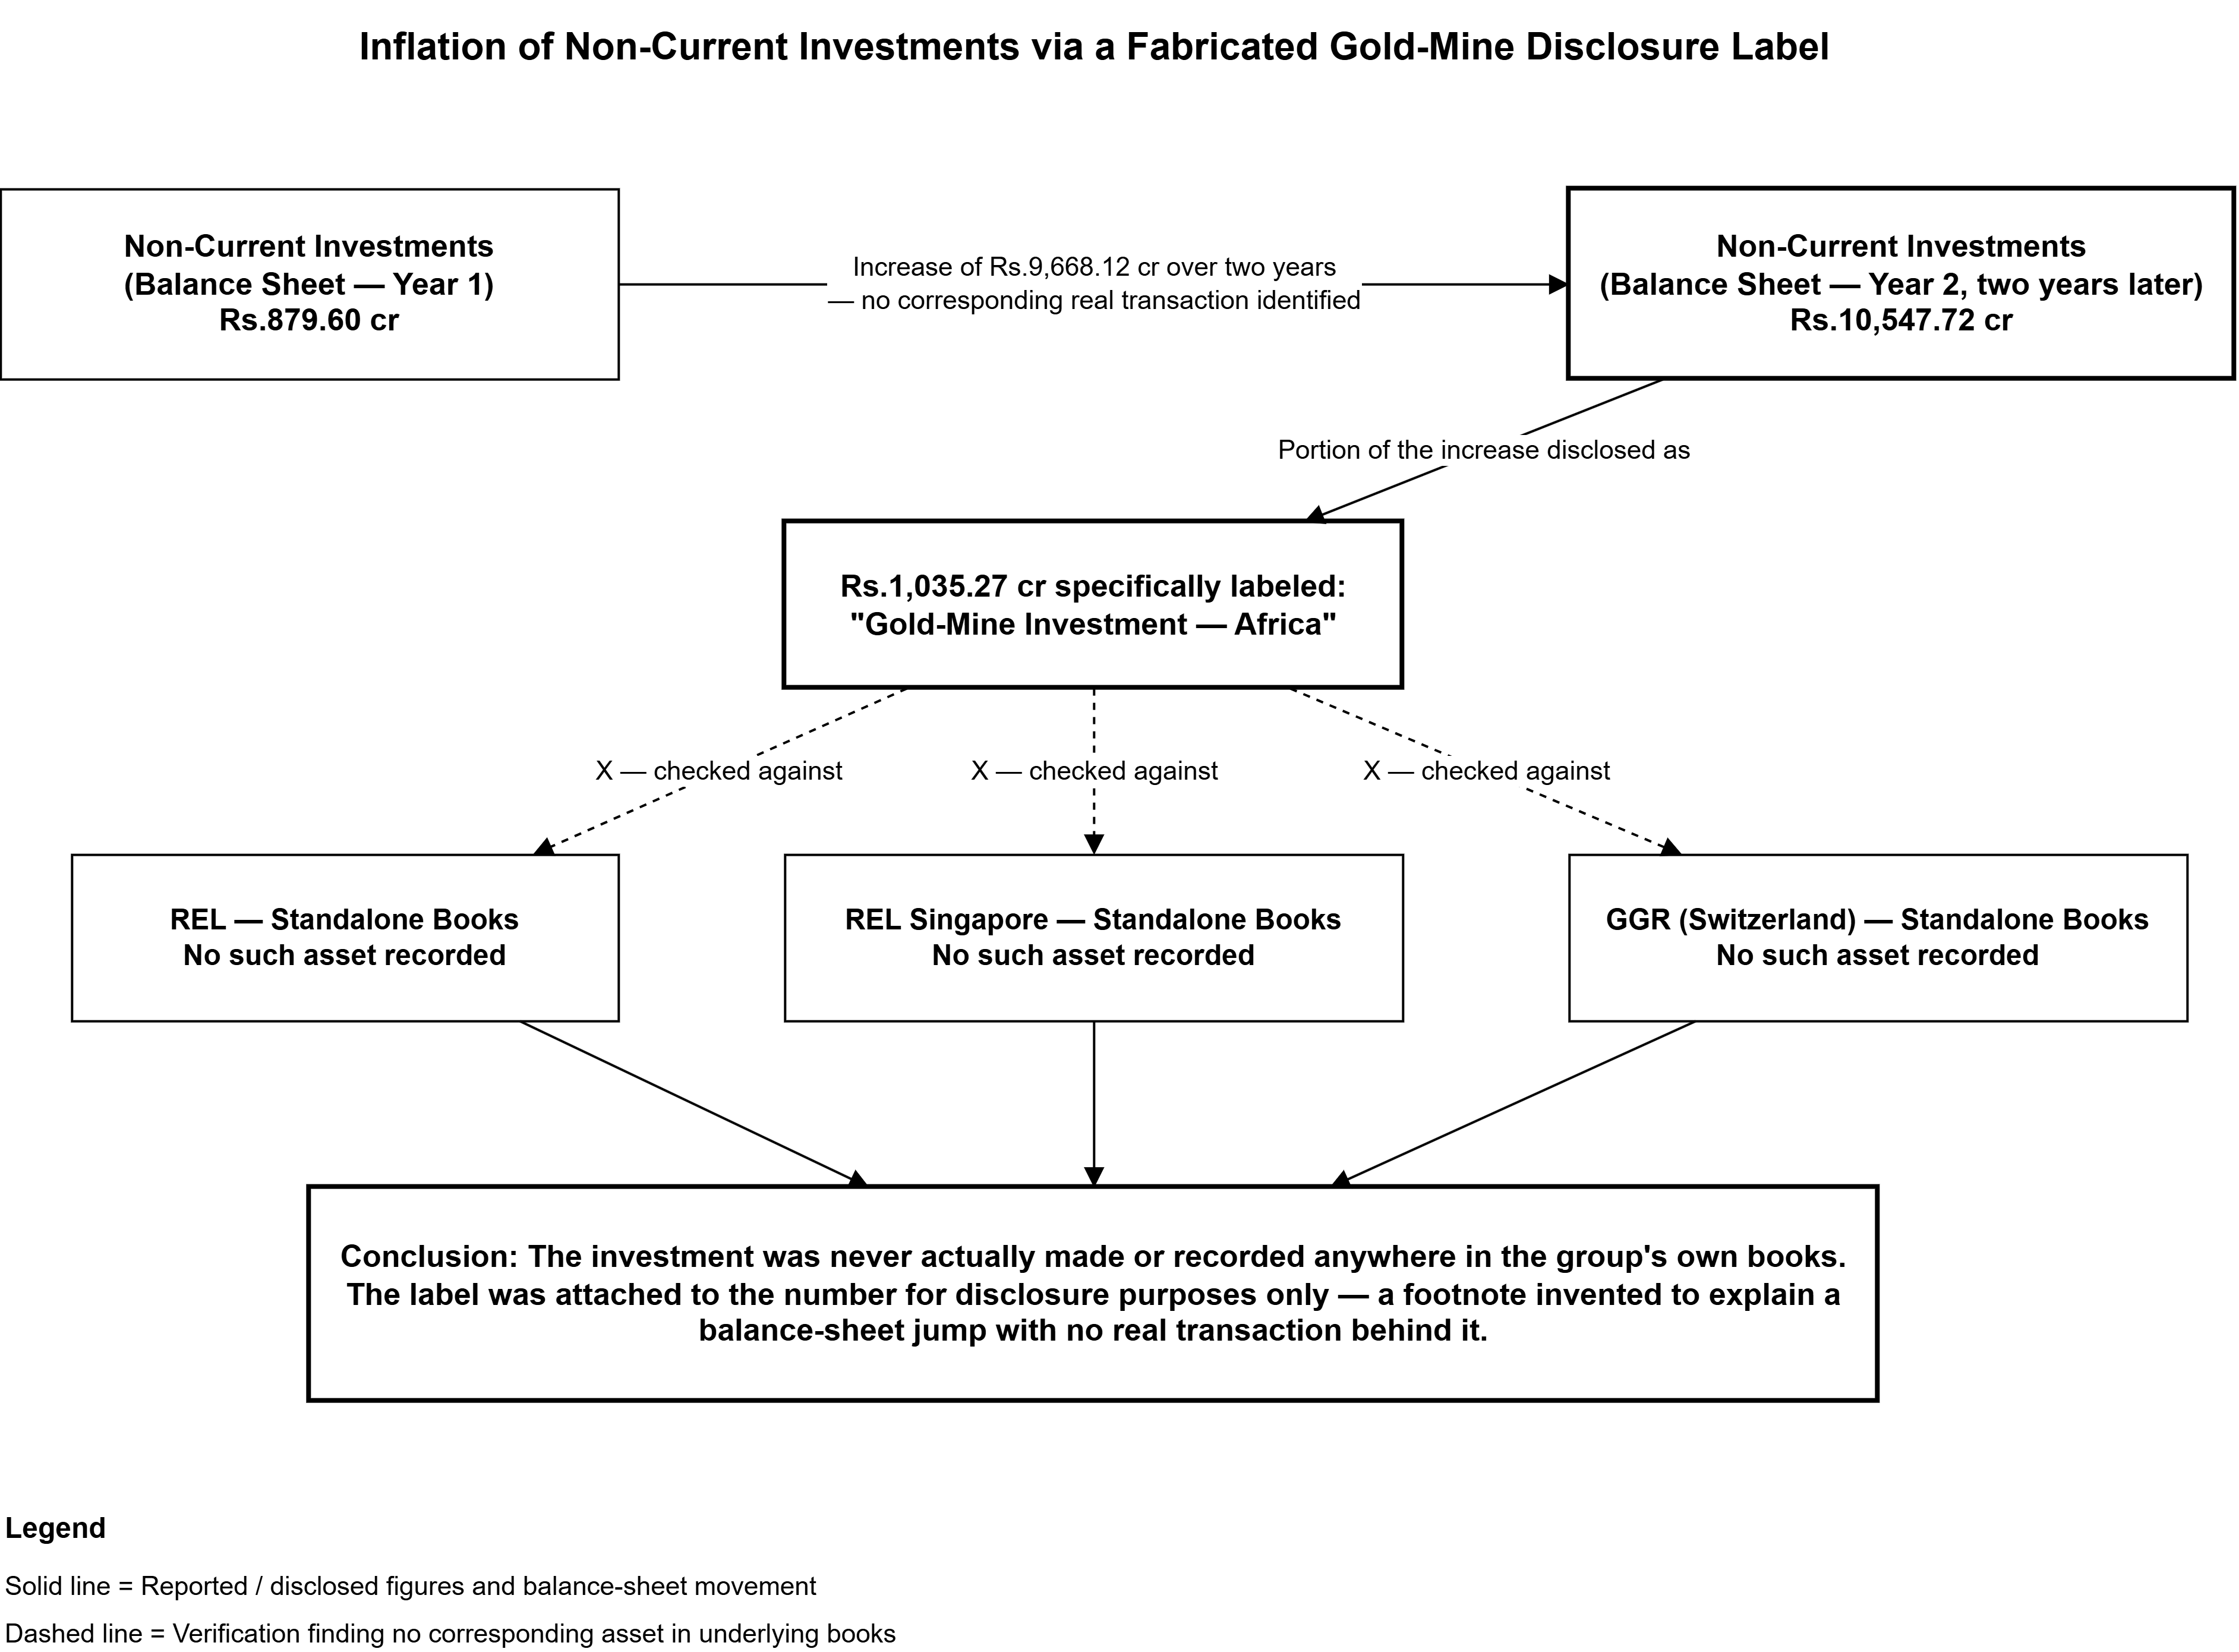 Inflation of Non-Current Investments via a Fabricated Gold-Mine Disclosure Label
Non-Current Investments
(Balance Sheet — Year 1)
Rs.879.60 cr
Increase of Rs.9,668.12 cr over two years
— no corresponding real transaction identified
Non-Current Investments
(Balance Sheet — Year 2, two years later)
Rs.10,547.72 cr
Portion of the increase disclosed as
Rs.1,035.27 cr specifically labeled:
"Gold-Mine Investment — Africa"
X — checked against
X — checked against
X — checked against
REL — Standalone Books
No such asset recorded
REL Singapore — Standalone Books
No such asset recorded
GGR (Switzerland) — Standalone Books
No such asset recorded
Conclusion: The investment was never actually made or recorded anywhere in the group's own books.
The label was attached to the number for disclosure purposes only — a footnote invented to explain a
balance-sheet jump with no real transaction behind it.
Legend
Solid line = Reported / disclosed figures and balance-sheet movement
Dashed line = Verification finding no corresponding asset in underlying books